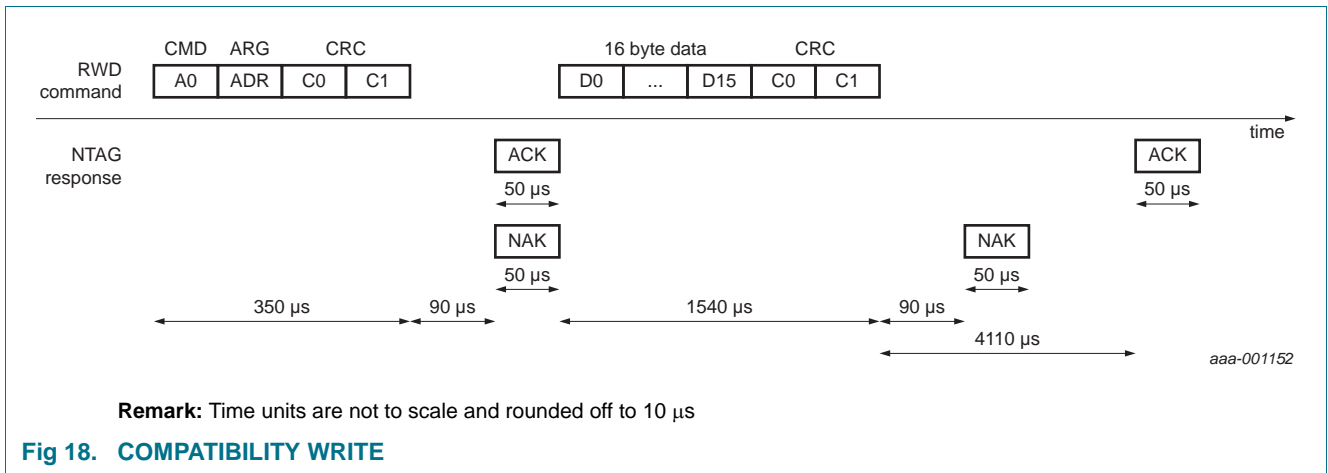 CMD ARG CRC 16 byte data CRC
RWD
command
A0 ADR C0 C1 D0 ... D15 C0 C1
time
NTAG
response
ACK ACK
50 µs 50 µs
NAK NAK
50 µs 50 µs
350 µs 90 µs 1540 µs 90 µs
4110 µs
aaa-001152
Remark: Time units are not to scale and rounded off to 10 µs
Fig 18. COMPATIBILITY WRITE